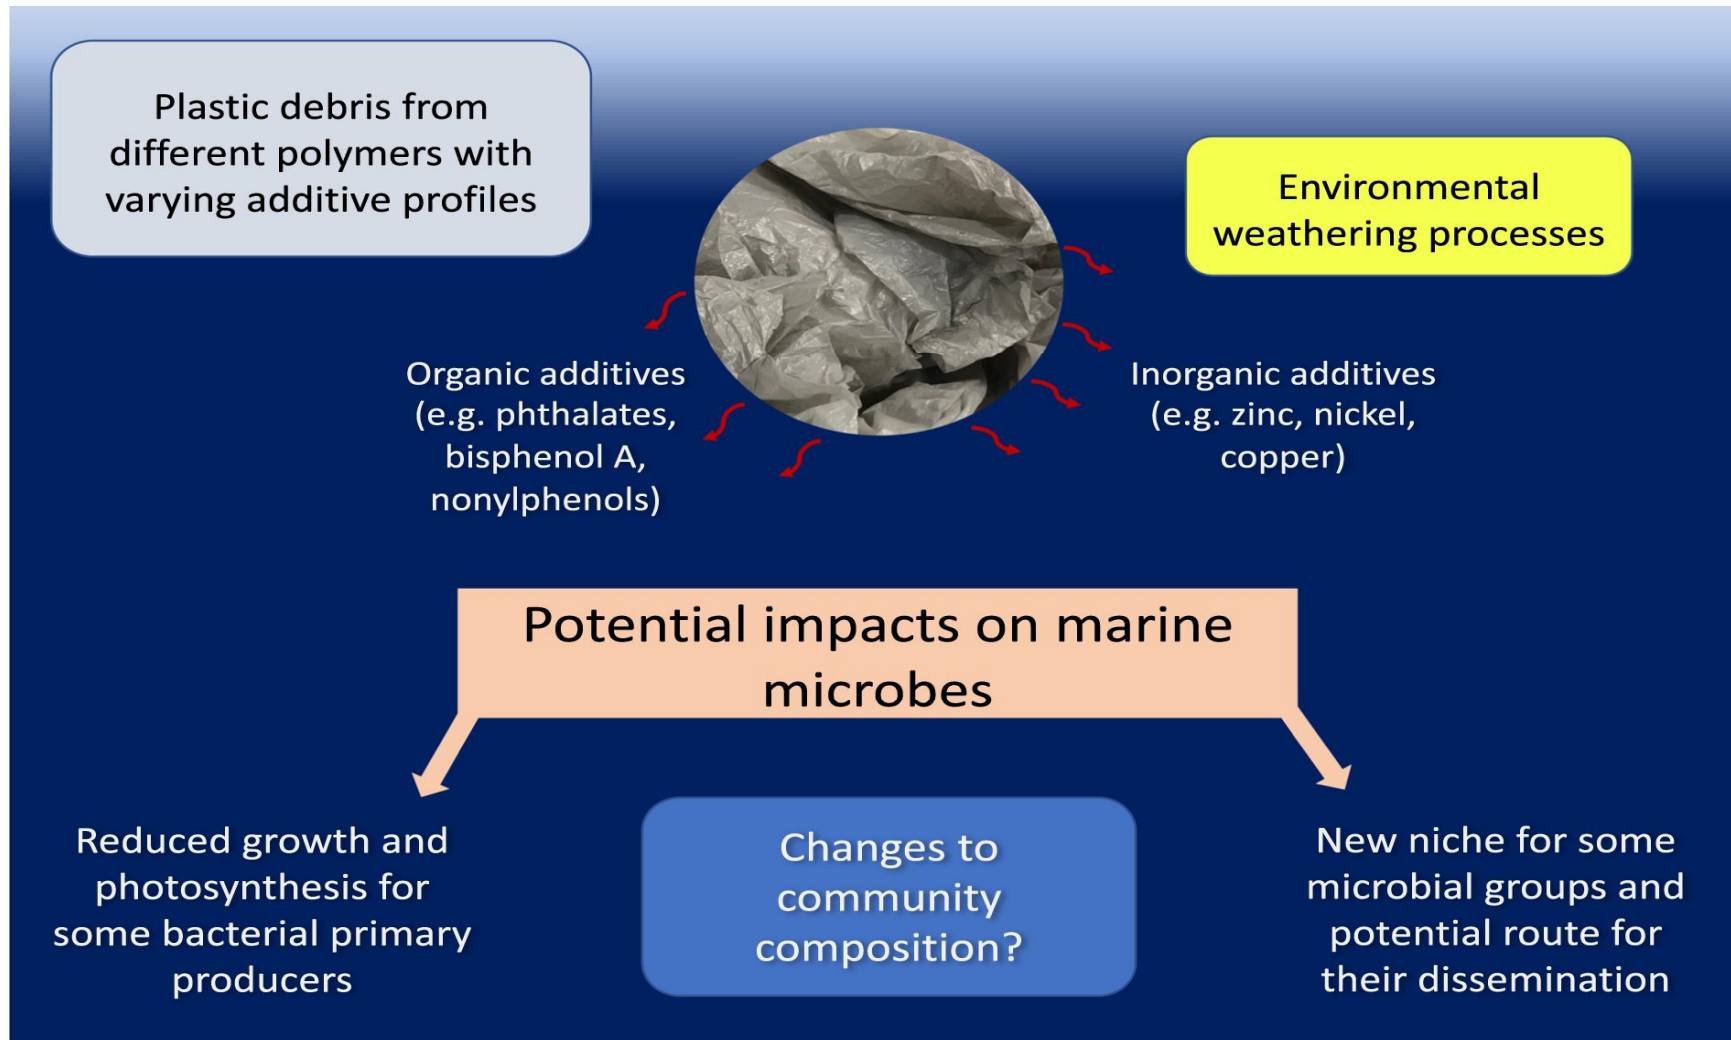 Plastic debris from
different polymers with
varying additive profiles
Environmental
weathering processes
Organic additives
(e.g. phthalates,
bisphenol A,
nonylphenols)
Inorganic additives
(e.g. zinc, nickel,
copper)
Potential impacts on marine
microbes
Reduced growth and
photosynthesis for
some bacterial primary
producers
Changes to
community
composition?
New niche for some
microbial groups and
potential route for
their dissemination